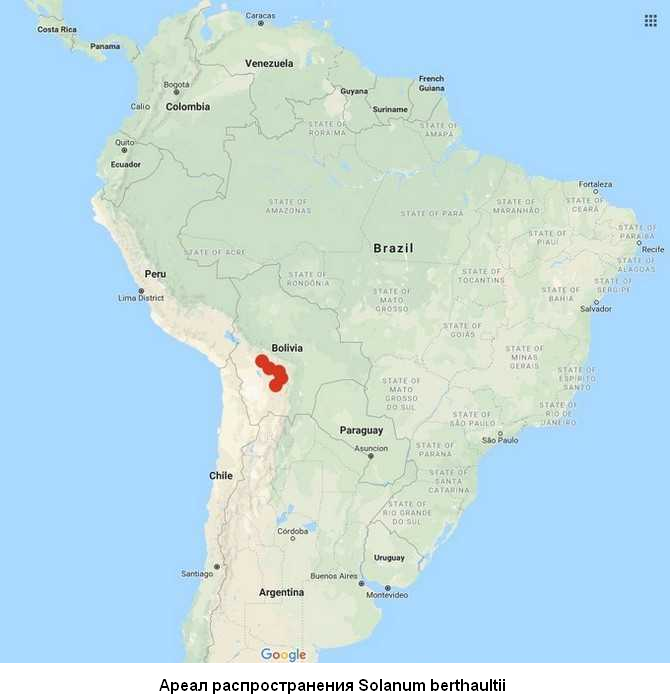 Caracas
Costa Rica
Panama
Venezuela
French
Guiana
Bogotá
Guyana
Calio
Colombia
Suriname
STATE OF
RORAIMA
STATE OF
AMAPÁ
Quito
Ecuador
STATE OF
AMAZONAS
STATE OF PARÁ
STATE OF
MARANHÃO
Fortaleza
STATE OF
CEARÁ
STATE OF
PIAUÍ
STATE OF
PARAÍBA
Recife
STATE OF
ALAGOAS
STATE OF ACRE
Brazil
Peru
STATE OF
RONDÔNIA
STATE OF
TOCANTINS
STATE OF
SERGIPE
Lima District
STATE OF
MATO
GROSSO
STATE OF
BAHIA
Salvador
STATE OF
GOIÁS
Bolivia
STATE OF
MINAS
GERAIS
STATE OF
MATO
GROSSO
DO SUL
STATE OF
ESPÍRITO
SANTO
STATE OF
RIO DE
JANEIRO
STATE OF
SÃO PAULO
Paraguay
São Paulo
Asuncion
STATE OF
PARANÁ
Chile
STATE OF
SANTA
CATARINA
STATE OF
RIO GRANDE
DO SUL
Córdoba
Uruguay
Santiago
Buenos Aires
Argentina
Montevideo
Google
Ареал распространения Solanum berthaultii